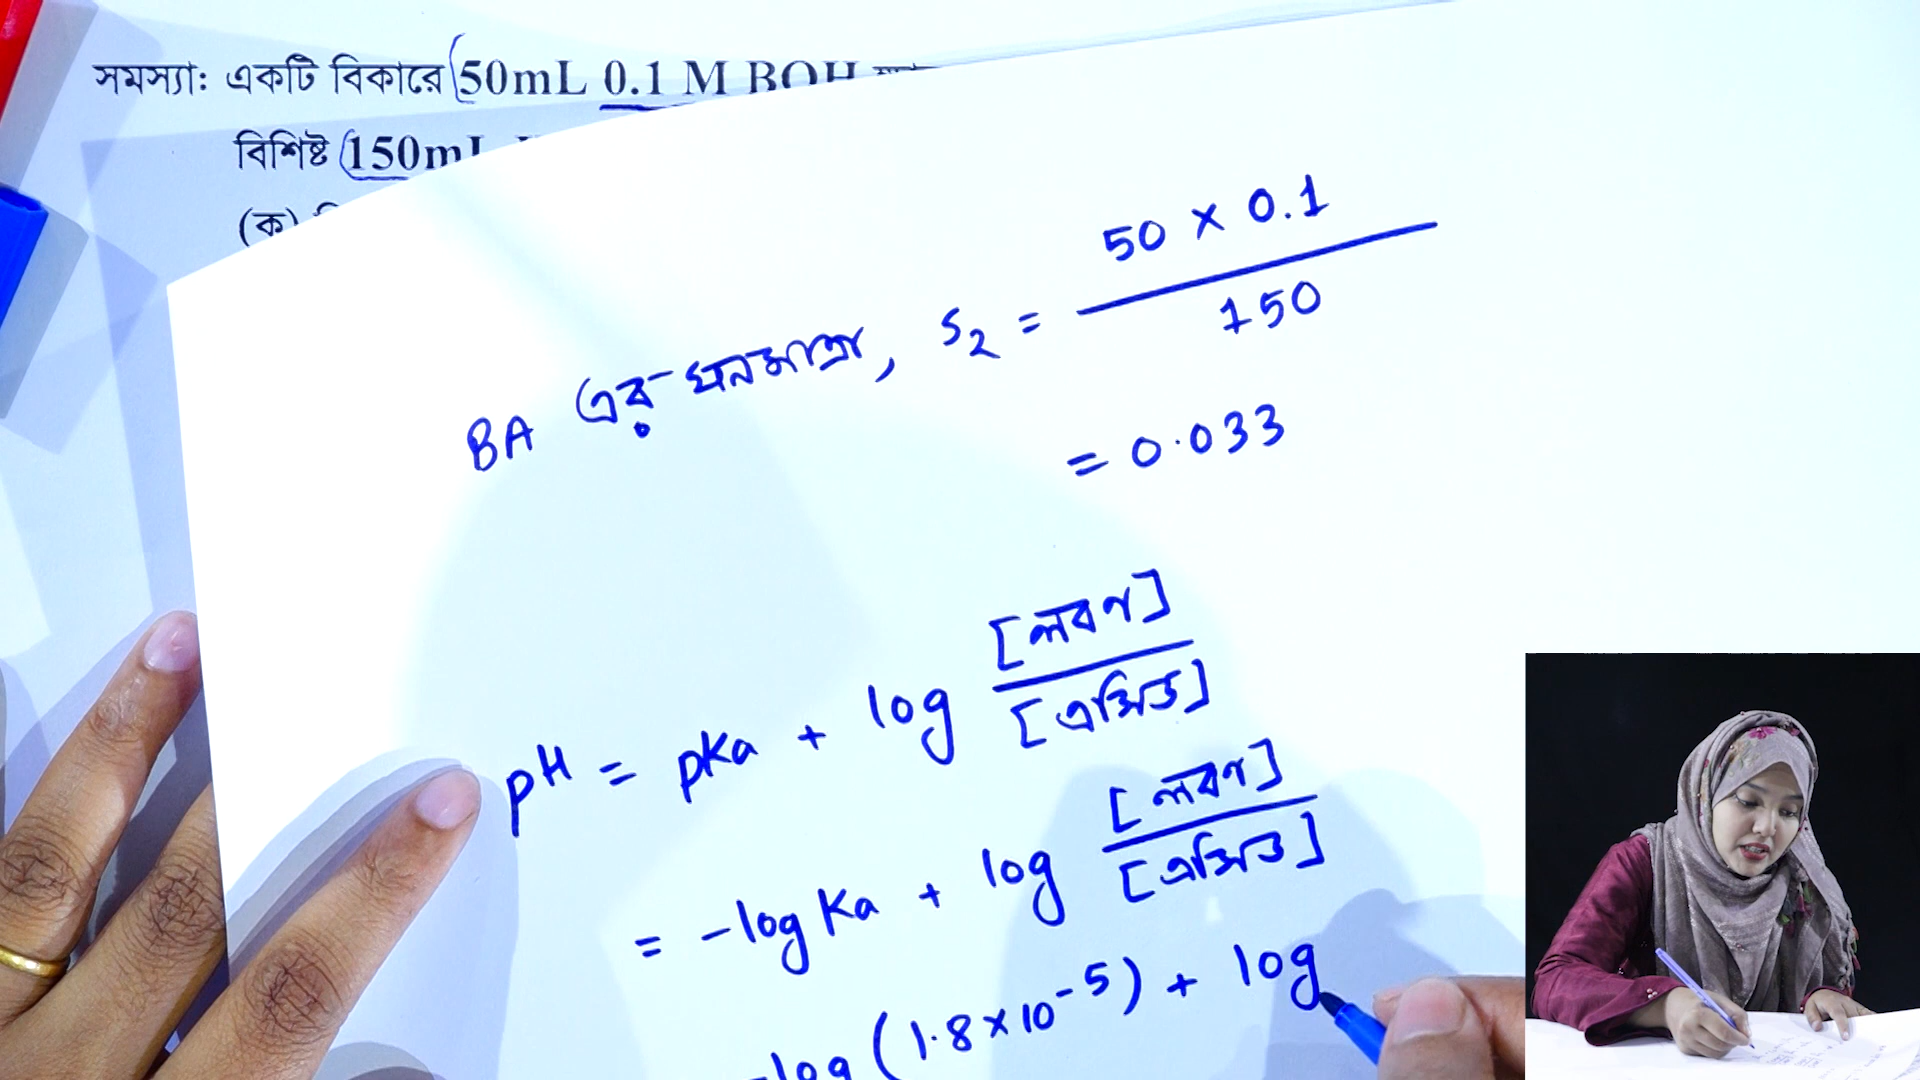 সমস্যা: একটি বিকারে (50mL 0.1 M BOH
বিশিষ্ট (150mL
(ক)
BA এর ঘনমাত্রা, S₂ = 50 × 0.1 / 150
= 0.033
pH = pKa + log [লবণ] / [এসিড]
= -log Ka + log [লবণ] / [এসিড]
-log (1.8×10⁻⁵) + log